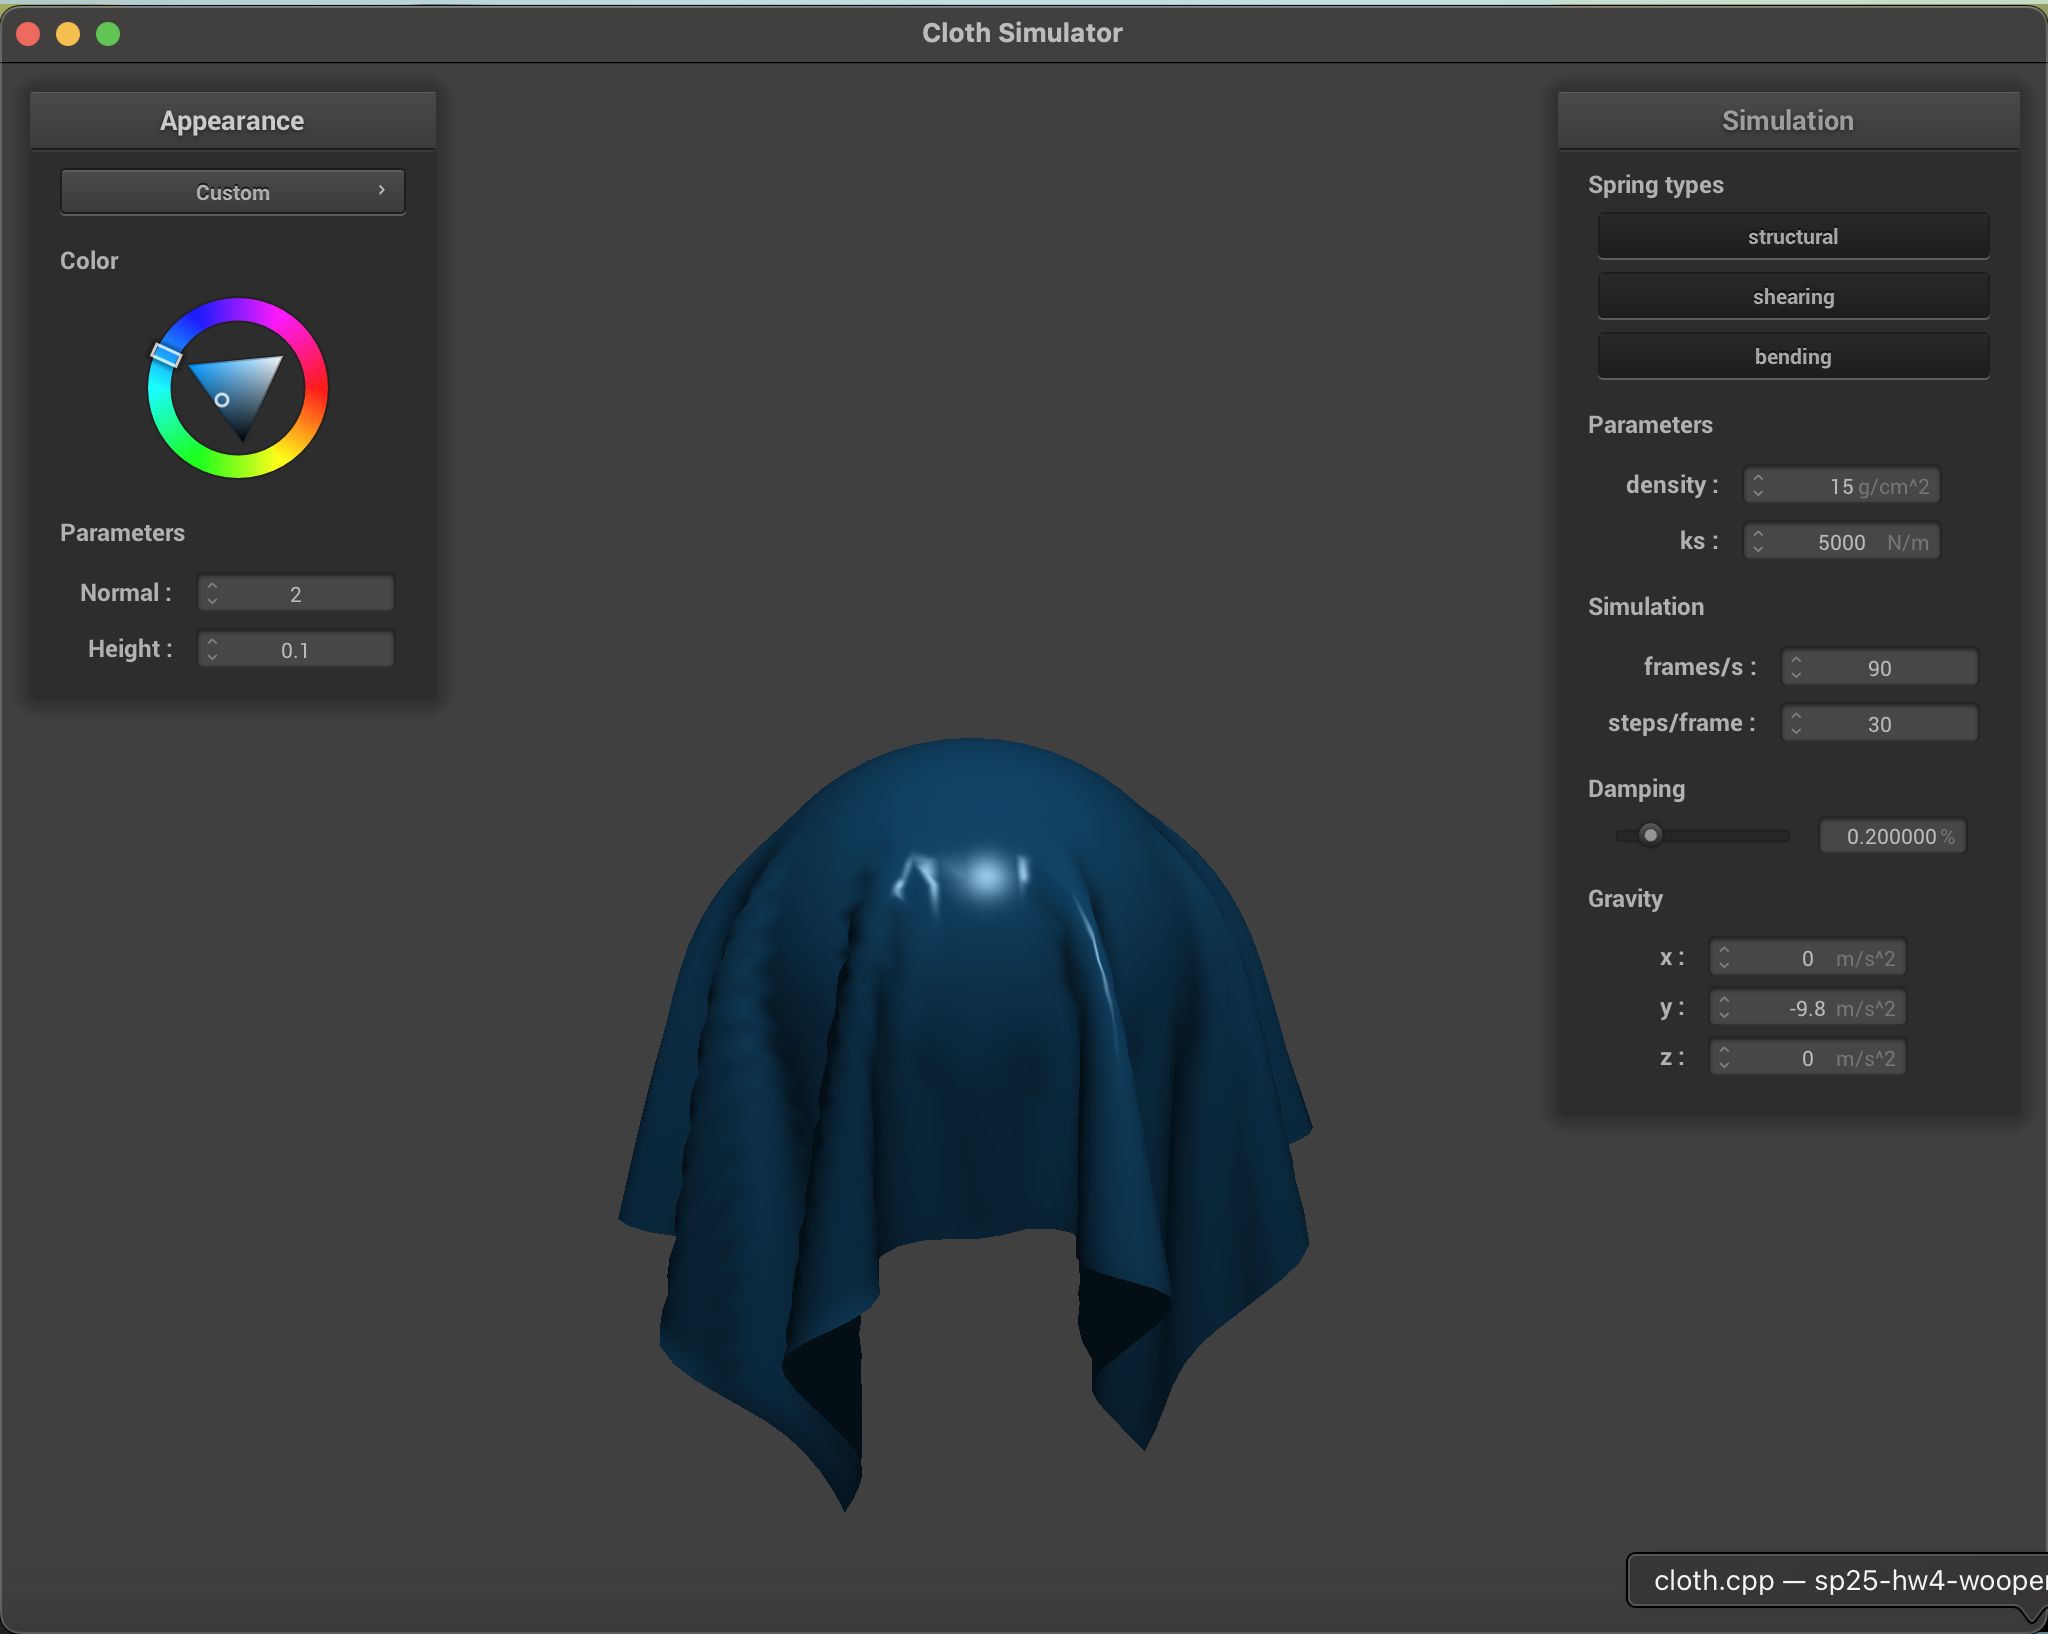 Cloth Simulator
Appearance
Custom
Color
Parameters
Normal : 2
Height : 0.1
Simulation
Spring types
structural
shearing
bending
Parameters
density : 15 g/cm^2
ks : 5000 N/m
Simulation
frames/s : 90
steps/frame : 30
Damping
0.200000 %
Gravity
x : 0 m/s^2
y : -9.8 m/s^2
z : 0 m/s^2
cloth.cpp — sp25-hw4-wooper